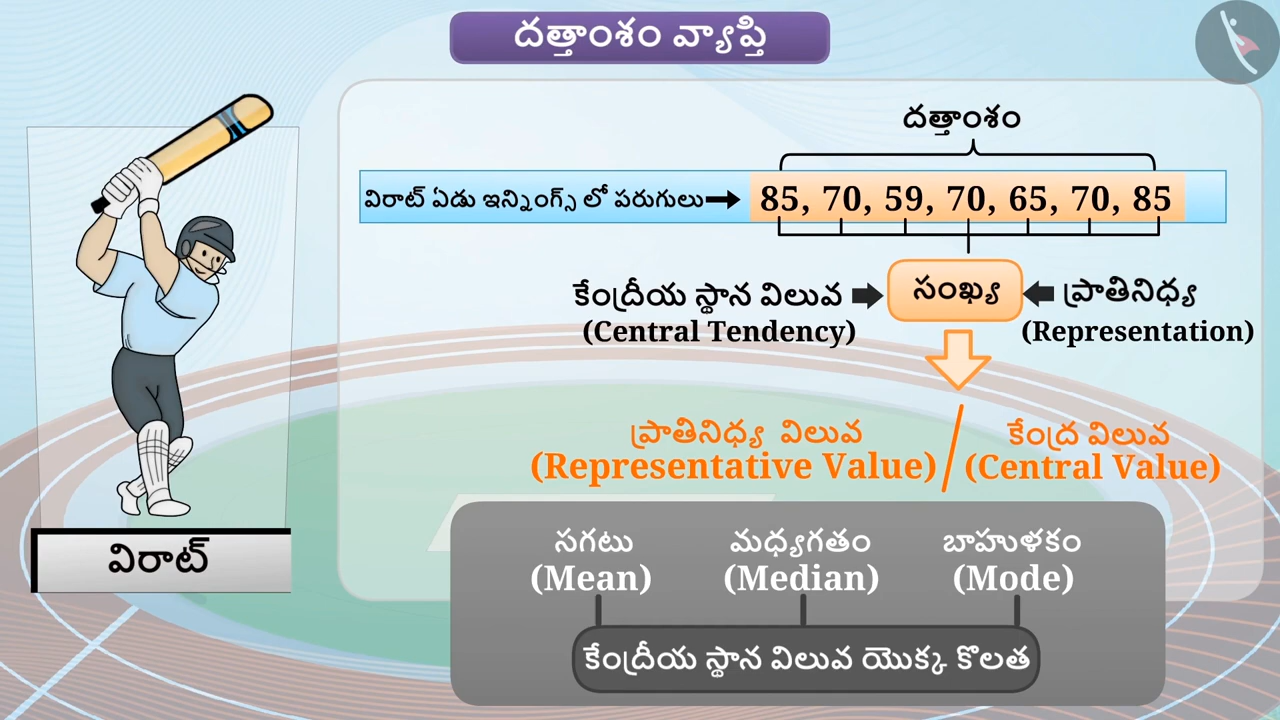 దత్తాంశం వ్యాప్తి
దత్తాంశం
విరాట్ ఏడు ఇన్నింగ్స్ లో పరుగులు
85, 70, 59, 70, 65, 70, 85
కేంద్రీయ స్థాన విలువ
(Central Tendency)
సంఖ్య
ప్రాతినిధ్య
(Representation)
ప్రాతినిధ్య విలువ
(Representative Value)
/
కేంద్ర విలువ
(Central Value)
విరాట్
సగటు
(Mean)
మధ్యగతం
(Median)
బాహుళకం
(Mode)
కేంద్రీయ స్థాన విలువ యొక్క కొలత